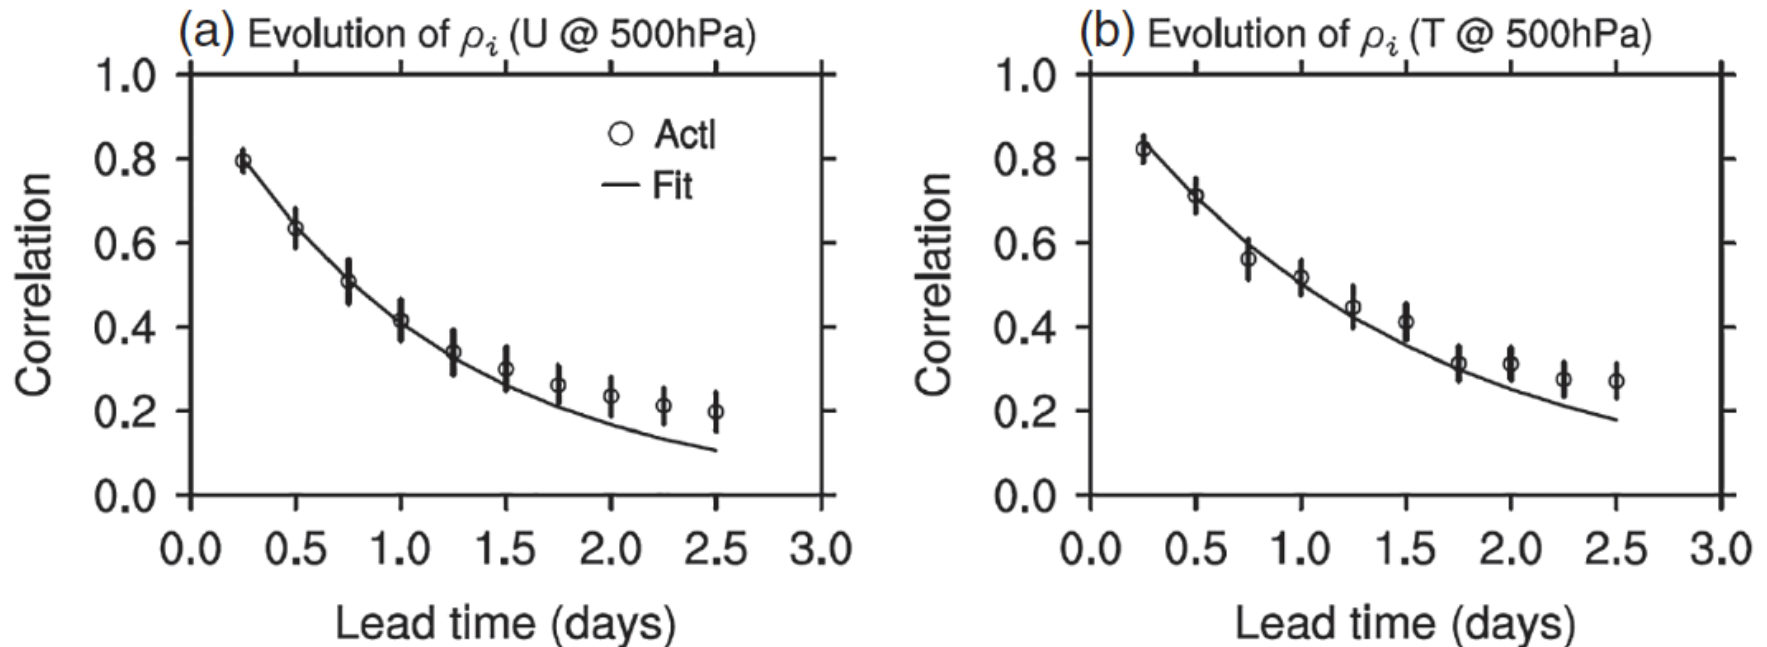 (a) Evolution of ρᵢ (U @ 500hPa)
1.0
0.8
0.6
0.4
0.2
0.0
Correlation
Actl
Fit
0.0 0.5 1.0 1.5 2.0 2.5 3.0
Lead time (days)
(b) Evolution of ρᵢ (T @ 500hPa)
1.0
0.8
0.6
0.4
0.2
0.0
Correlation
0.0 0.5 1.0 1.5 2.0 2.5 3.0
Lead time (days)